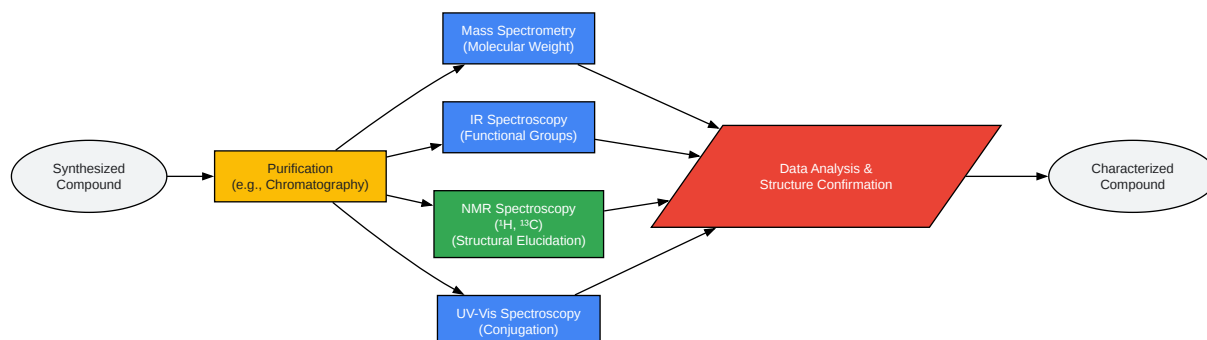 Synthesized
Compound
Purification
(e.g., Chromatography)
Mass Spectrometry
(Molecular Weight)
IR Spectroscopy
(Functional Groups)
NMR Spectroscopy
(¹H, ¹³C)
(Structural Elucidation)
UV-Vis Spectroscopy
(Conjugation)
Data Analysis &
Structure Confirmation
Characterized
Compound